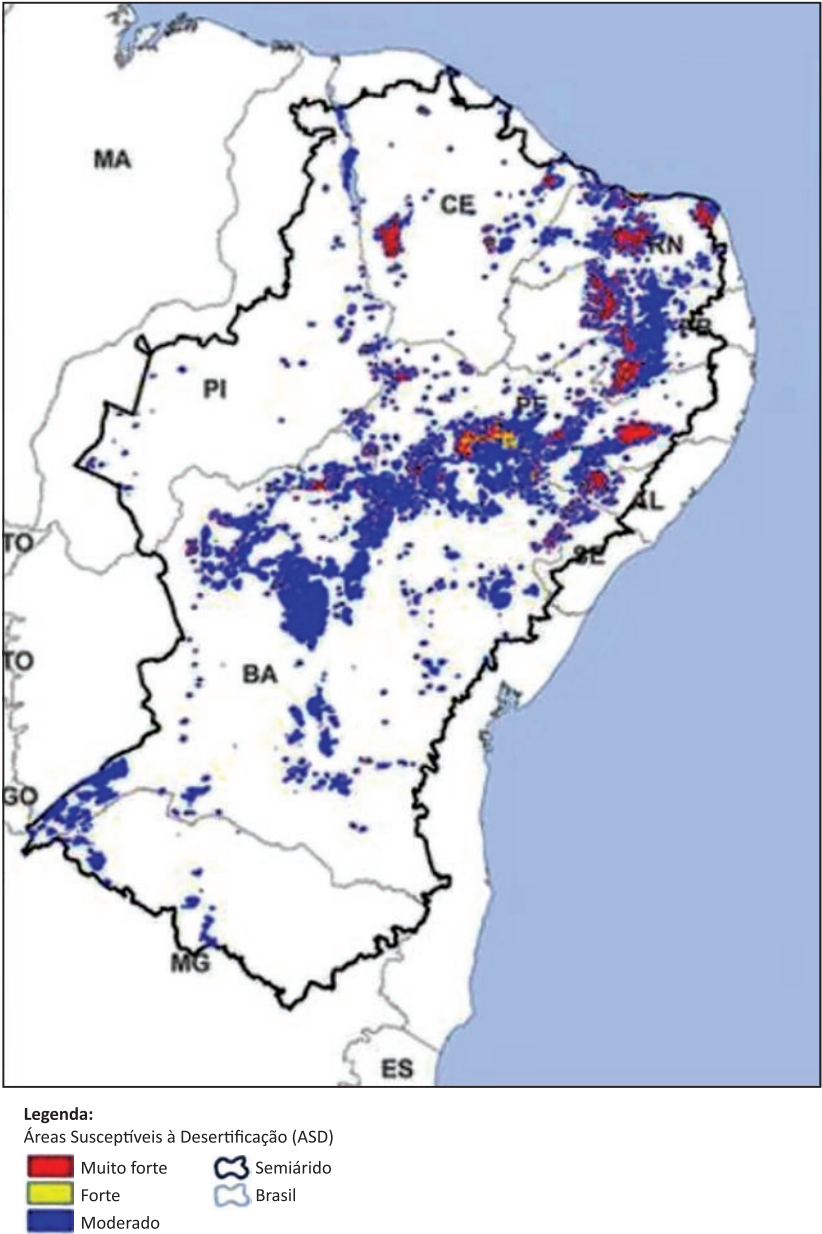 MA
CE
RN
PB
PI
PE
AL
TO
SE
TO
BA
GO
MG
ES
Legenda:
Áreas Susceptíveis à Desertificação (ASD)
Muito forte
Semiárido
Forte
Brasil
Moderado